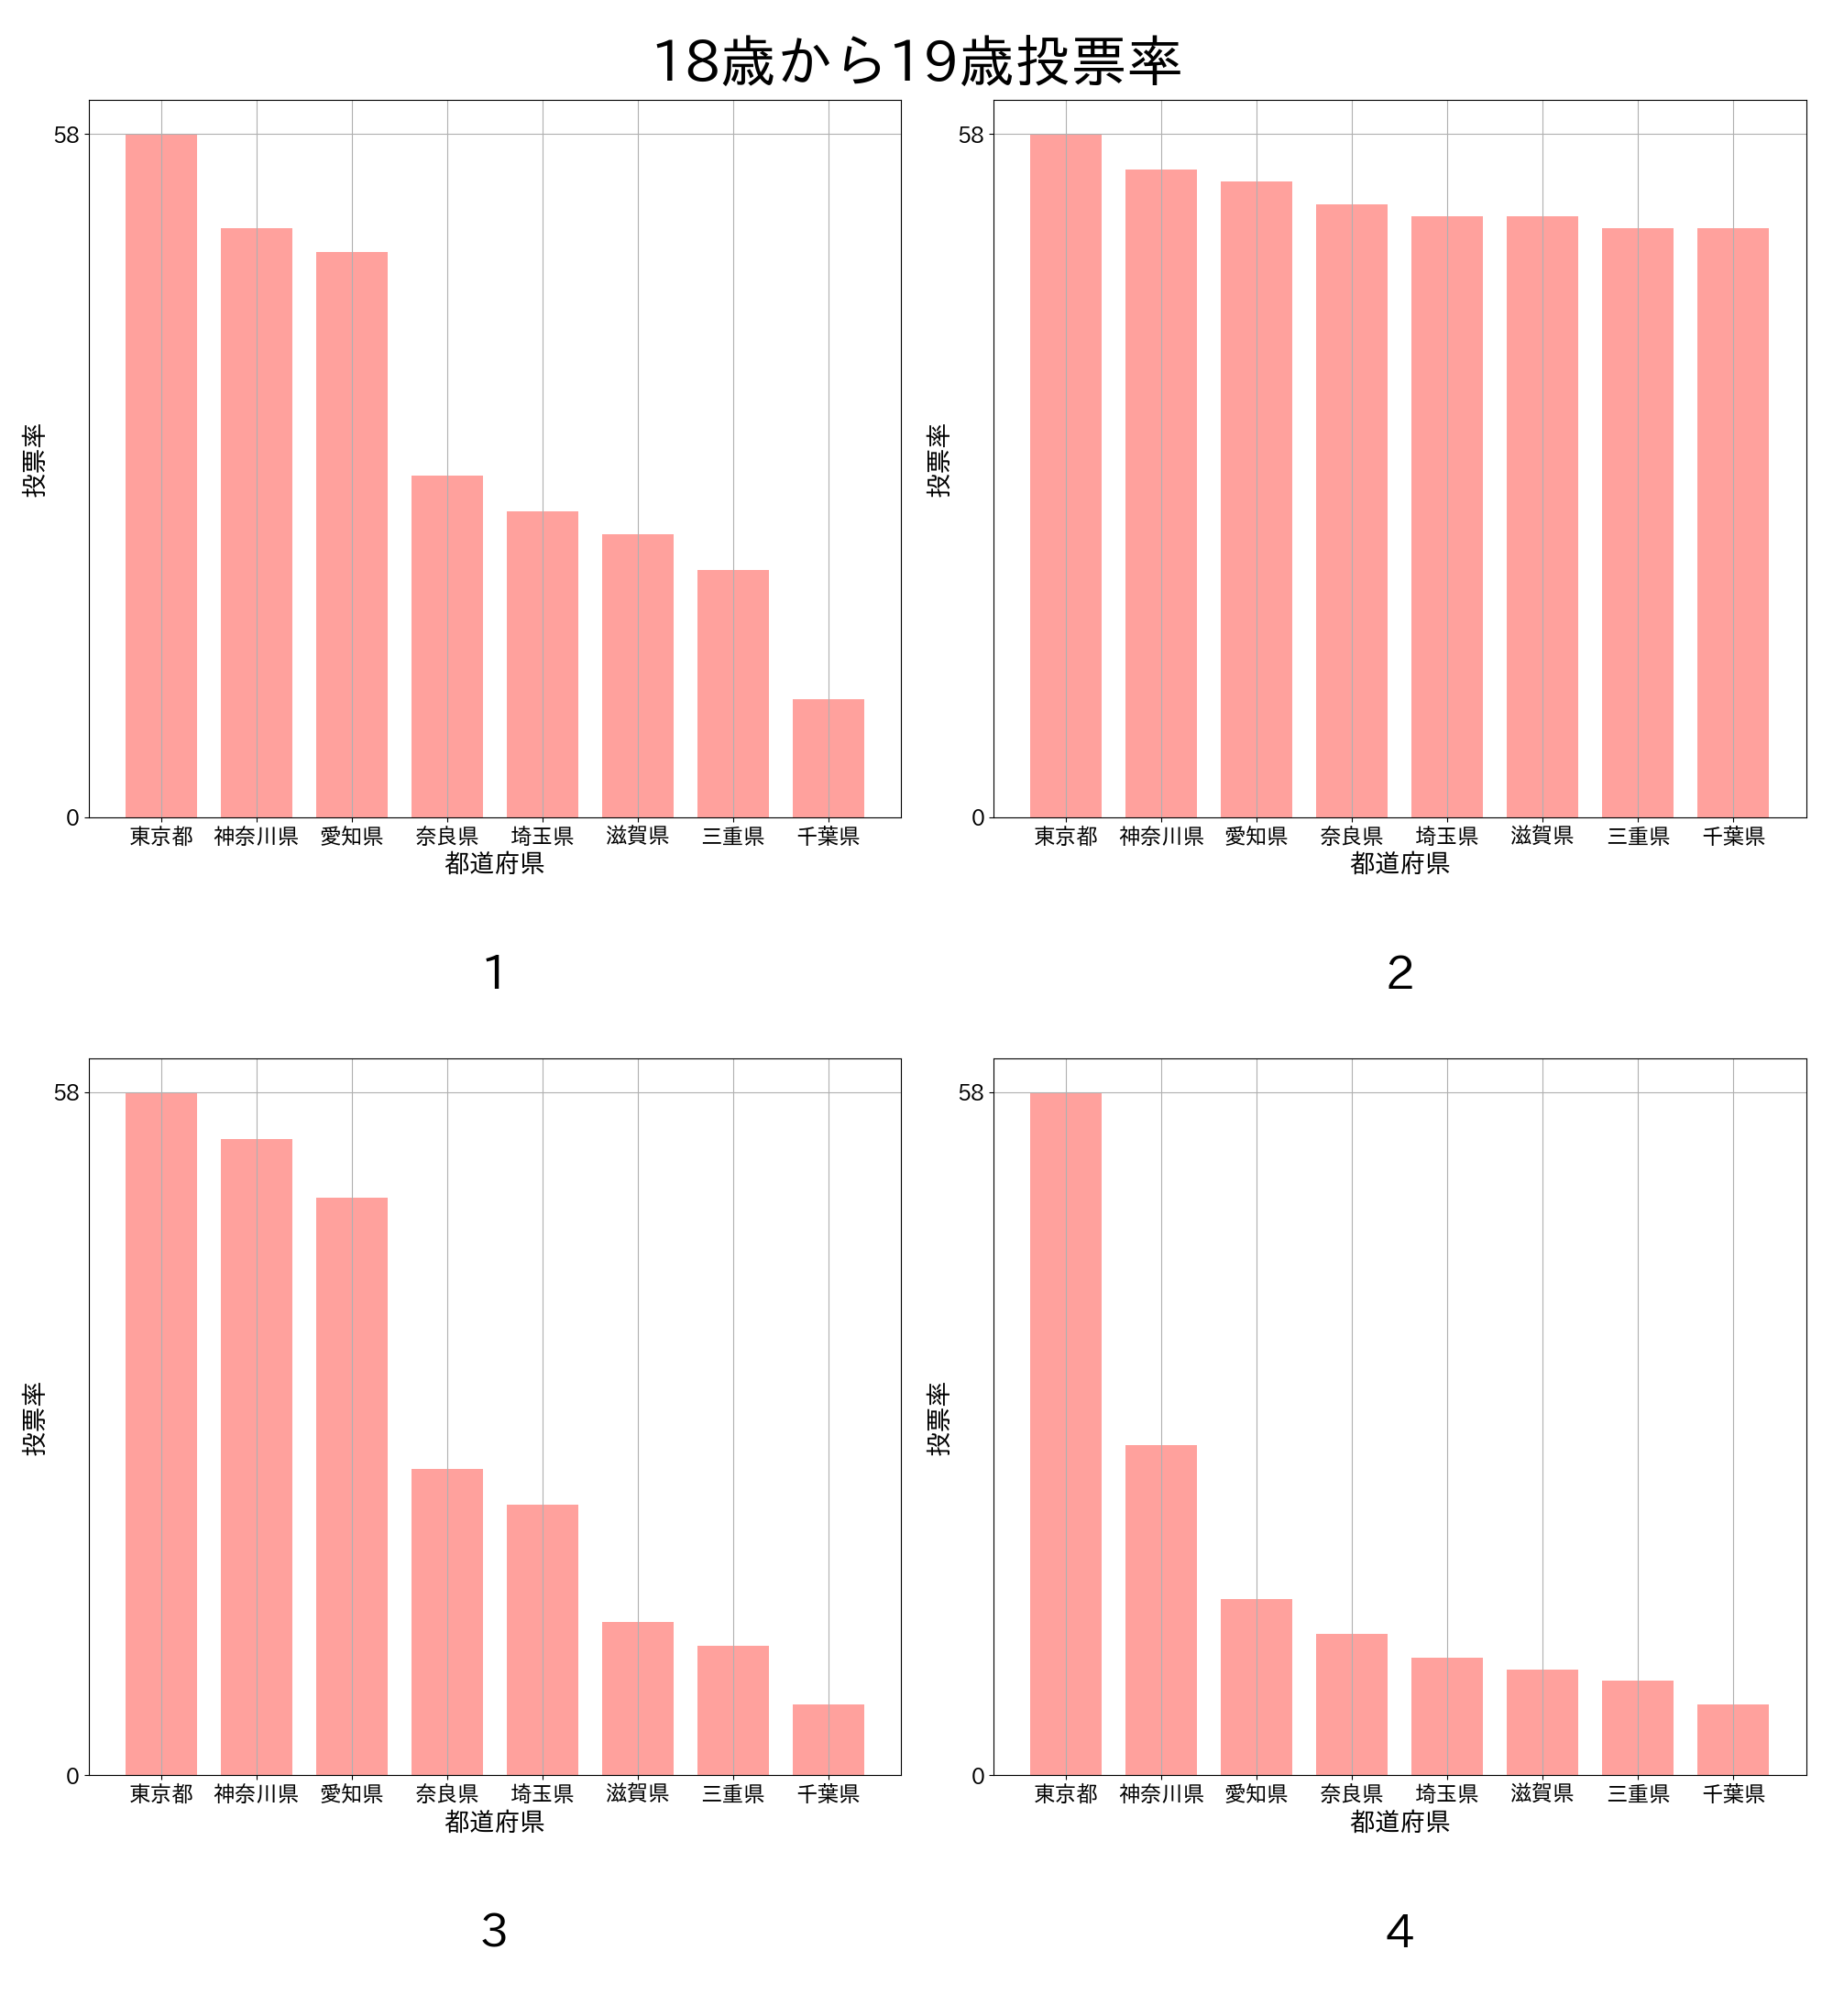 18歳から19歳投票率
58
0
投票率
東京都 神奈川県 愛知県 奈良県 埼玉県 滋賀県 三重県 千葉県
都道府県
1
58
0
投票率
東京都 神奈川県 愛知県 奈良県 埼玉県 滋賀県 三重県 千葉県
都道府県
2
58
0
投票率
東京都 神奈川県 愛知県 奈良県 埼玉県 滋賀県 三重県 千葉県
都道府県
3
58
0
投票率
東京都 神奈川県 愛知県 奈良県 埼玉県 滋賀県 三重県 千葉県
都道府県
4